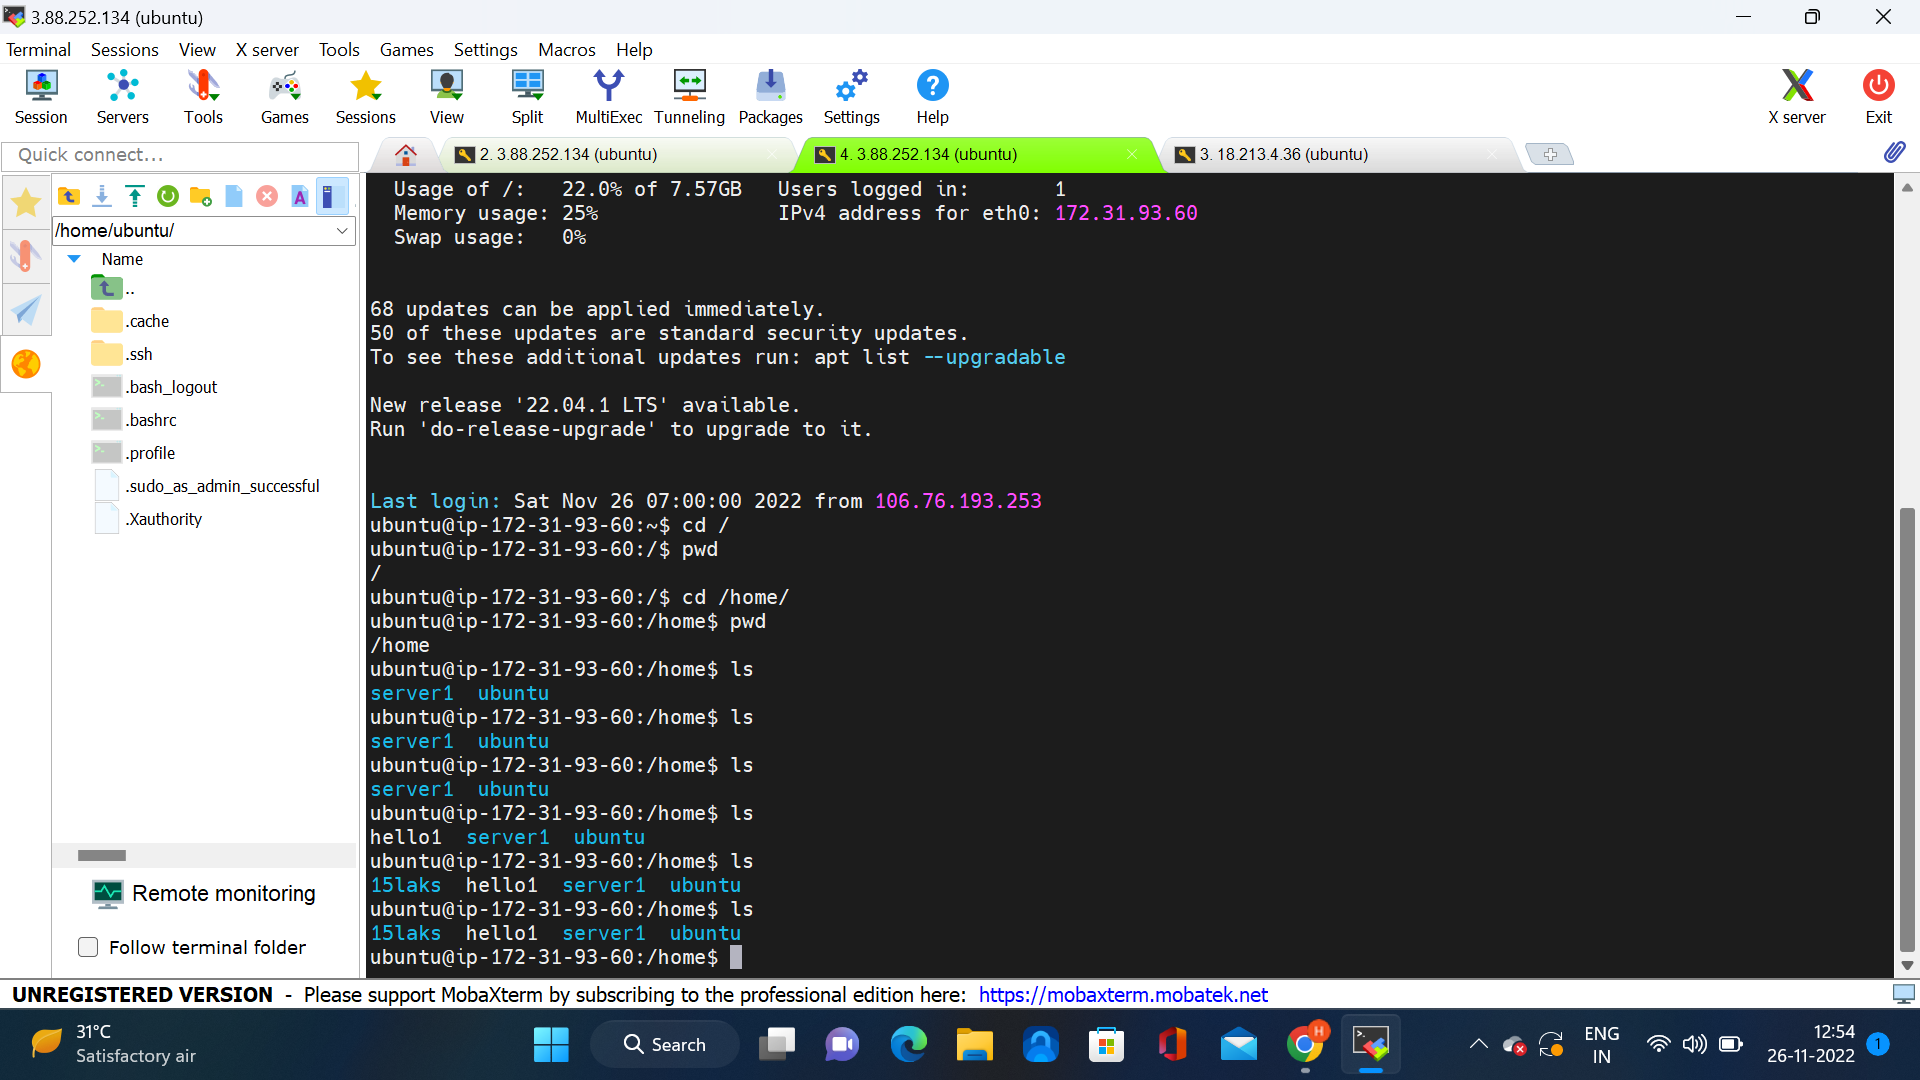 3.88.252.134 (ubuntu)
Terminal Sessions View X server Tools Games Settings Macros Help
Session Servers Tools Games Sessions View Split MultiExec Tunneling Packages Settings Help X server Exit
Quick connect...
2. 3.88.252.134 (ubuntu)
4. 3.88.252.134 (ubuntu)
3. 18.213.4.36 (ubuntu)
/home/ubuntu/
Name
..
.cache
.ssh
.bash_logout
.bashrc
.profile
.sudo_as_admin_successful
.Xauthority
Remote monitoring
Follow terminal folder
Usage of /: 22.0% of 7.57GB Users logged in: 1
Memory usage: 25% IPv4 address for eth0: 172.31.93.60
Swap usage: 0%
68 updates can be applied immediately.
50 of these updates are standard security updates.
To see these additional updates run: apt list --upgradable
New release '22.04.1 LTS' available.
Run 'do-release-upgrade' to upgrade to it.
Last login: Sat Nov 26 07:00:00 2022 from 106.76.193.253
ubuntu@ip-172-31-93-60:~$ cd /
ubuntu@ip-172-31-93-60:/$ pwd
/
ubuntu@ip-172-31-93-60:/$ cd /home/
ubuntu@ip-172-31-93-60:/home$ pwd
/home
ubuntu@ip-172-31-93-60:/home$ ls
server1 ubuntu
ubuntu@ip-172-31-93-60:/home$ ls
server1 ubuntu
ubuntu@ip-172-31-93-60:/home$ ls
server1 ubuntu
ubuntu@ip-172-31-93-60:/home$ ls
hello1 server1 ubuntu
ubuntu@ip-172-31-93-60:/home$ ls
15laks hello1 server1 ubuntu
ubuntu@ip-172-31-93-60:/home$ ls
15laks hello1 server1 ubuntu
ubuntu@ip-172-31-93-60:/home$
UNREGISTERED VERSION - Please support MobaXterm by subscribing to the professional edition here: https://mobaxterm.mobatek.net
31°C
Satisfactory air
Search
H
ENG
IN
12:54
26-11-2022
1